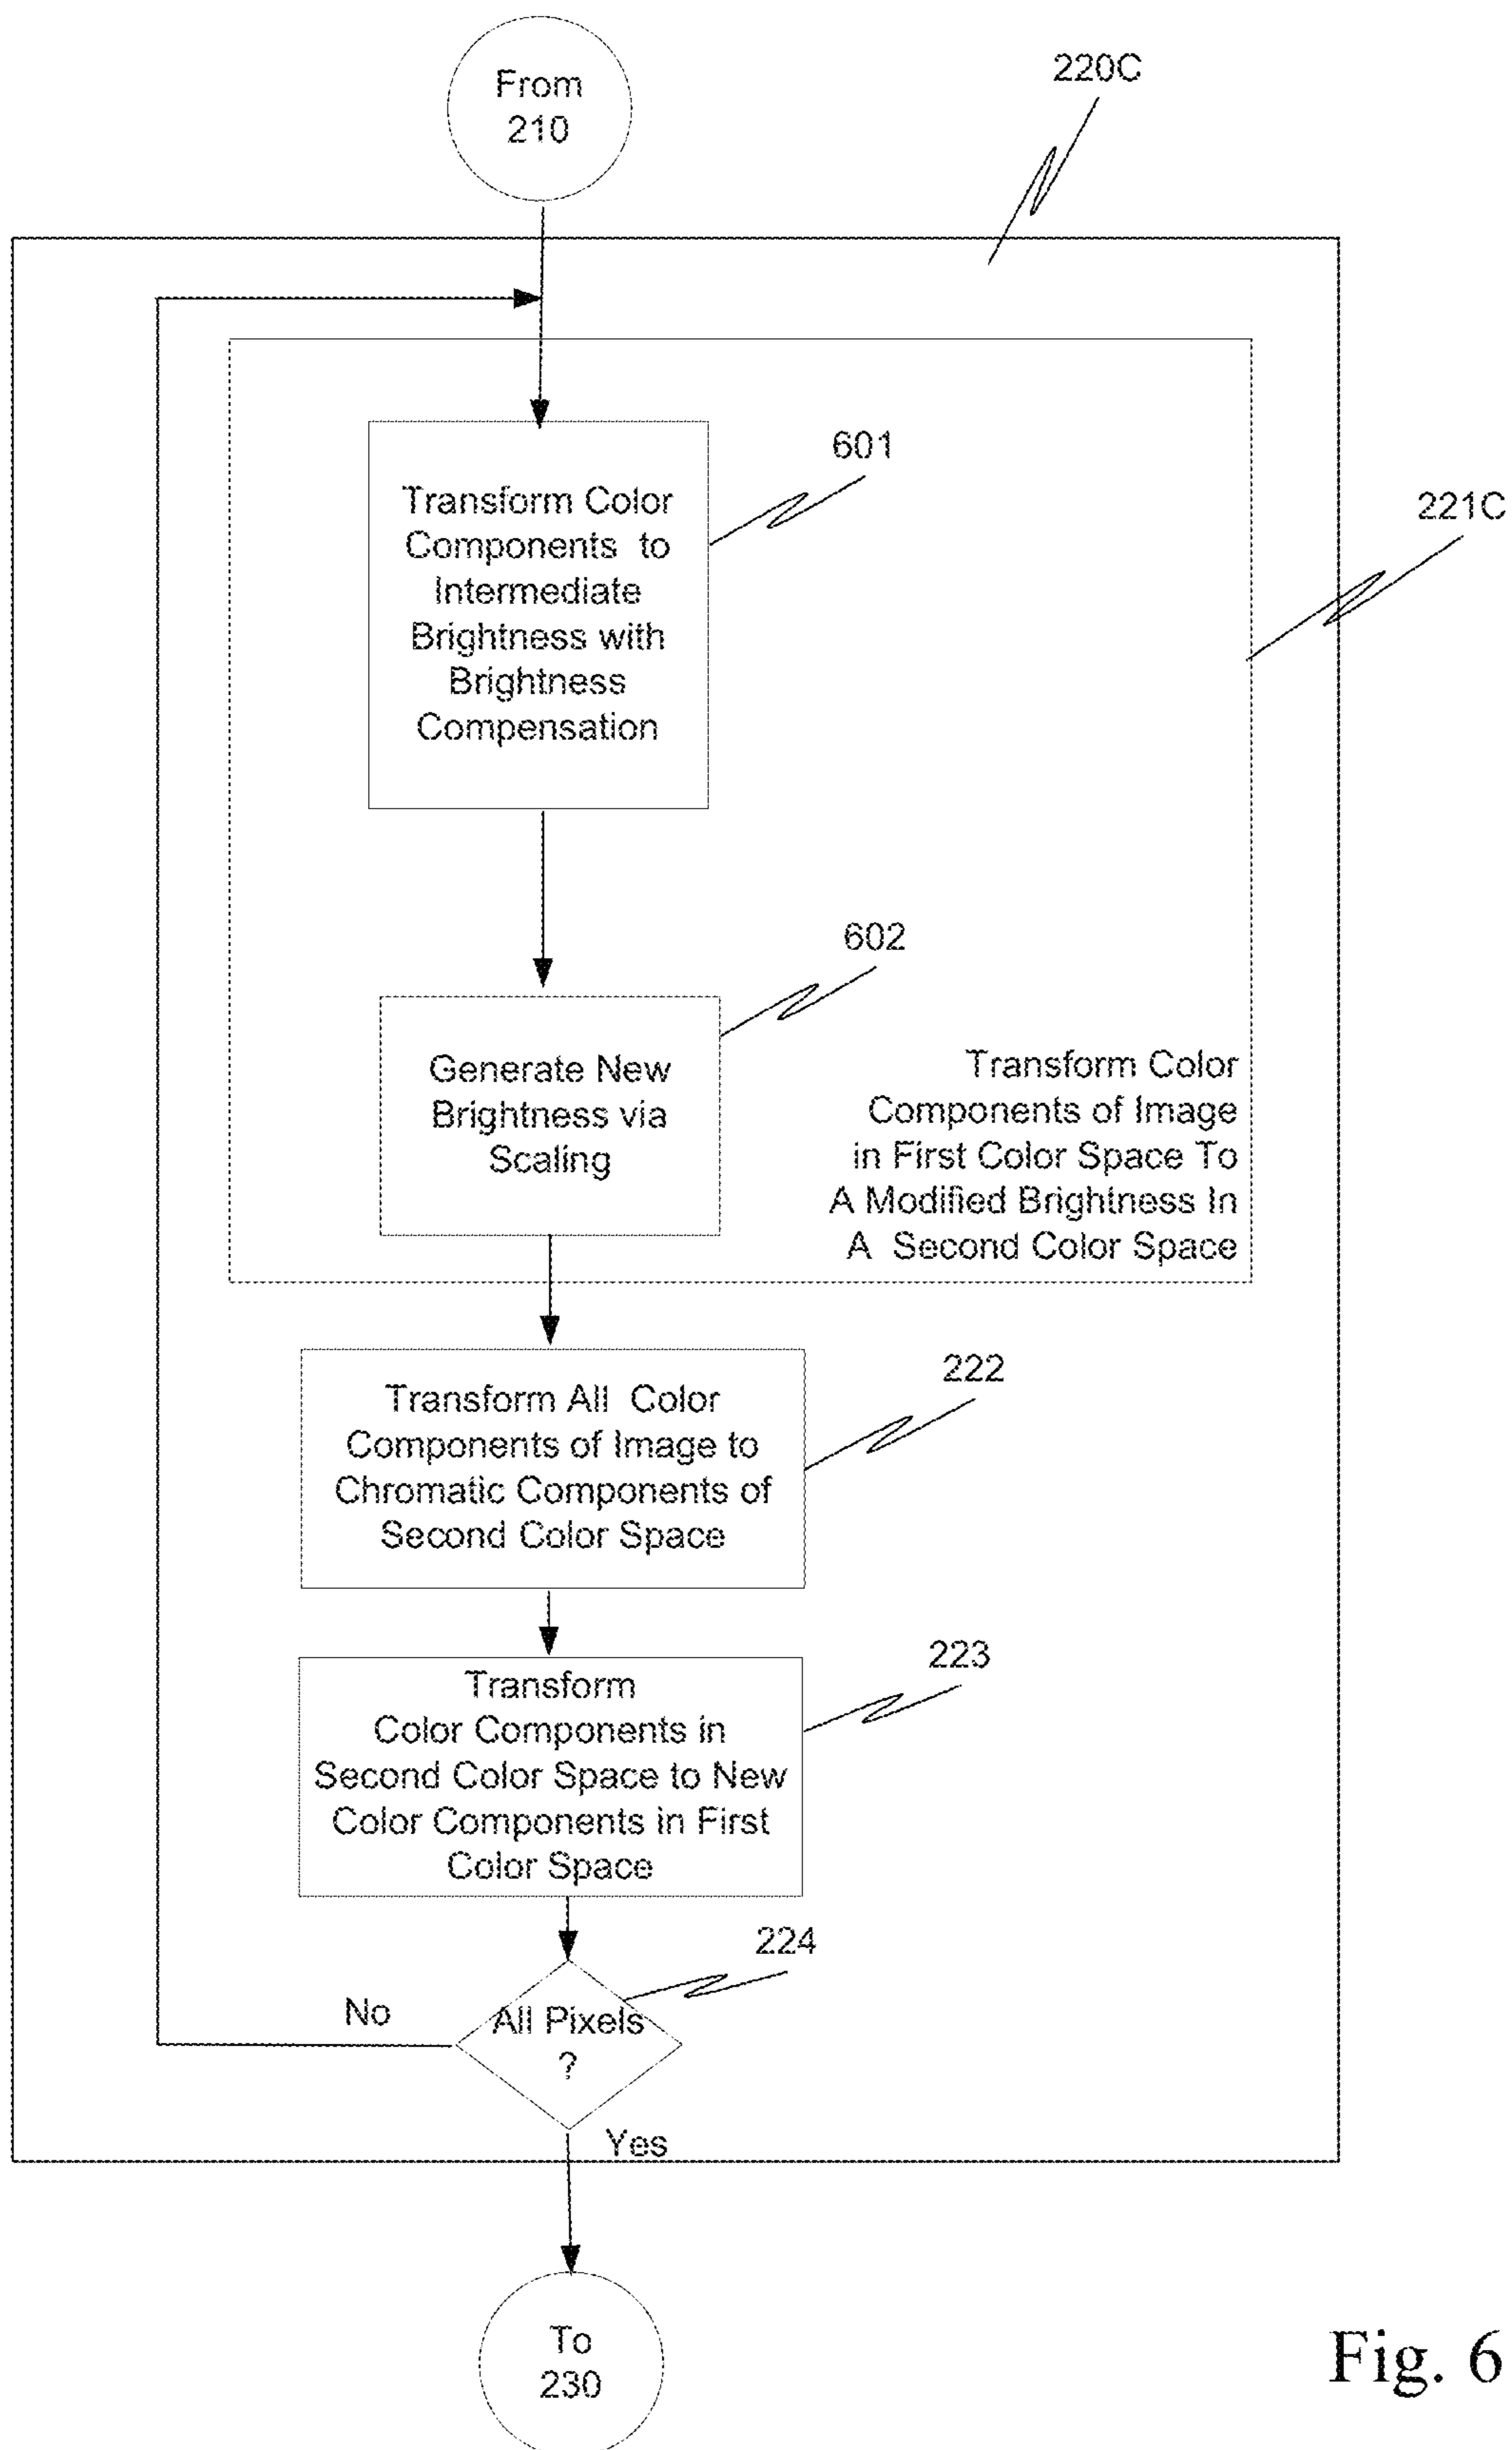 From
210
220C
601
Transform Color
Components to
Intermediate
Brightness with
Brightness
Compensation
221C
602
Generate New
Brightness via
Scaling
Transform Color
Components of Image
in First Color Space To
A Modified Brightness In
A Second Color Space
222
Transform All Color
Components of Image to
Chromatic Components of
Second Color Space
223
Transform
Color Components in
Second Color Space to New
Color Components in First
Color Space
224
No
All Pixels
?
Yes
To
230
Fig. 6